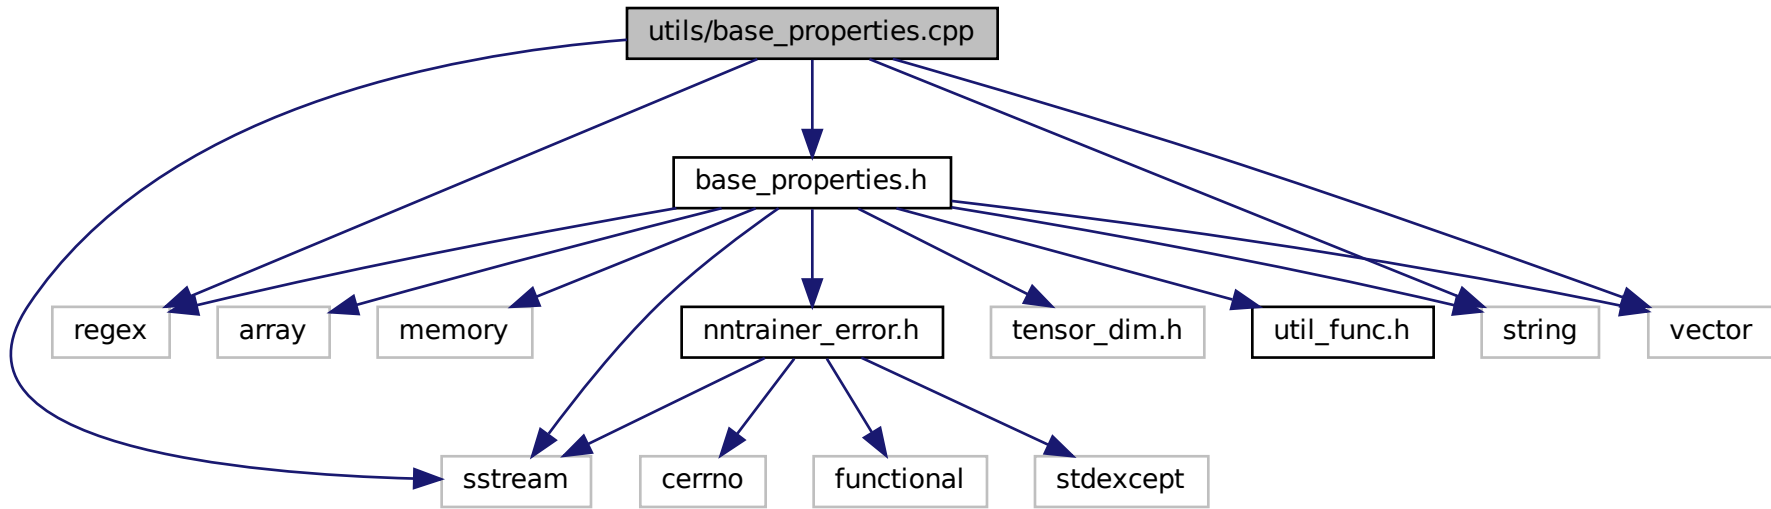 utils/base_properties.cpp
base_properties.h
regex
array
memory
nntrainer_error.h
tensor_dim.h
util_func.h
string
vector
sstream
cerrno
functional
stdexcept